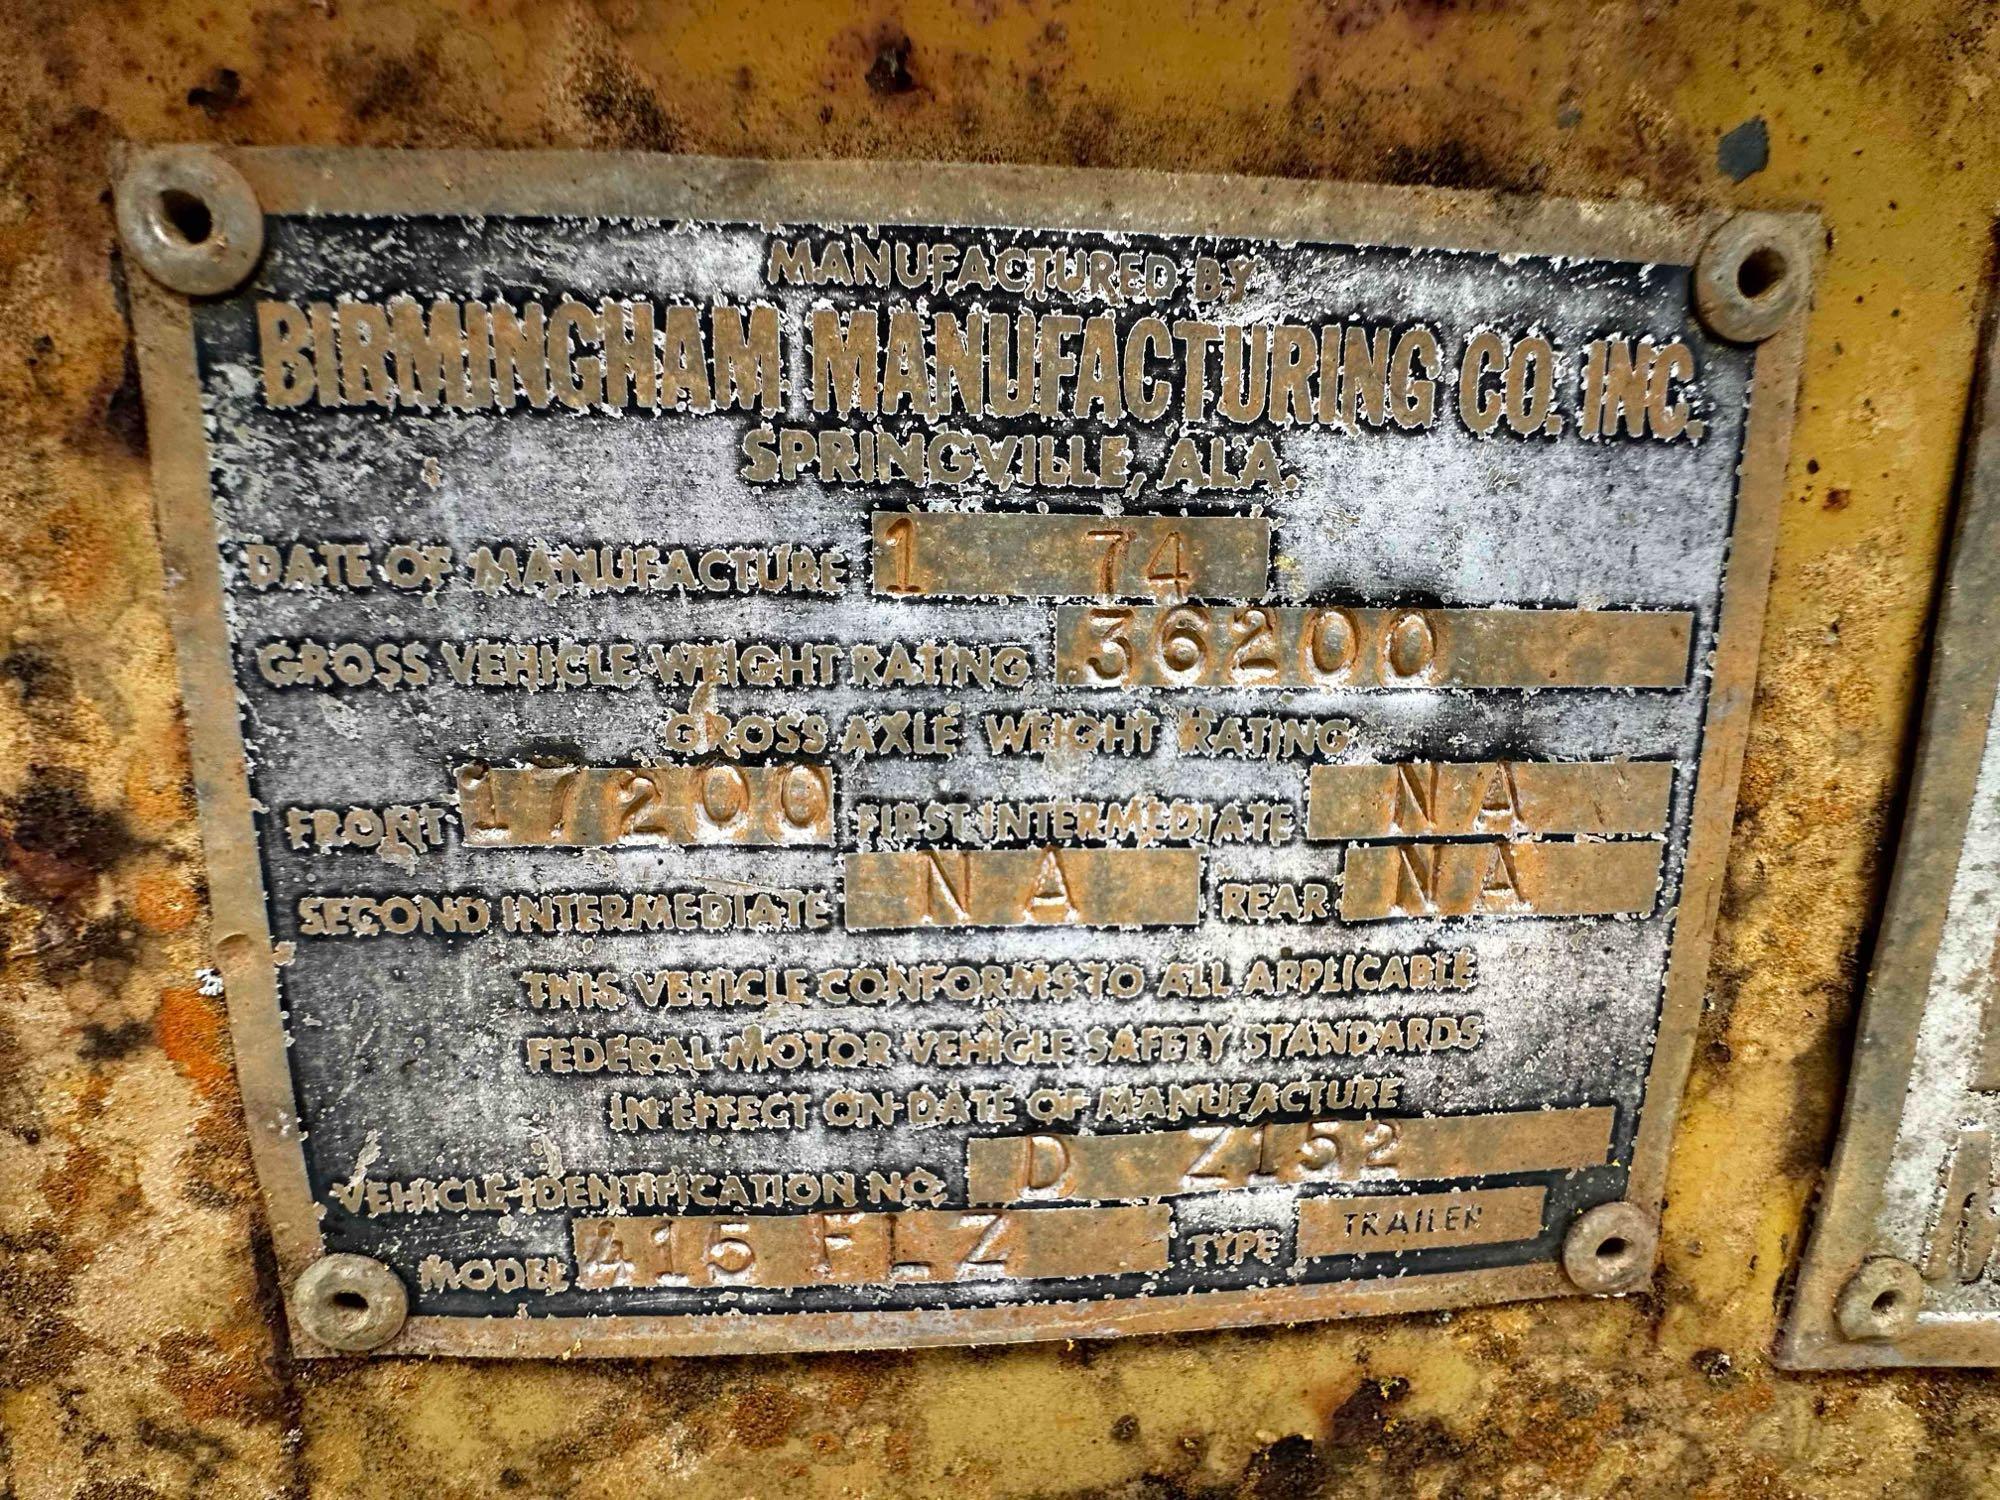 MANUFACTURED BY
BIRMINGHAM MANUFACTURING CO. INC.
SPRINGVILLE, ALA.
DATE OF MANUFACTURE 1 74
GROSS VEHICLE WEIGHT RATING 36200
GROSS AXLE WEIGHT RATING
FRONT 17200 FIRST INTERMEDIATE NA
SECOND INTERMEDIATE NA REAR NA
THIS VEHICLE CONFORMS TO ALL APPLICABLE
FEDERAL MOTOR VEHICLE SAFETY STANDARDS
IN EFFECT ON DATE OF MANUFACTURE
VEHICLE IDENTIFICATION NO. D Z152
MODEL 415 FLZ TYPE TRAILER